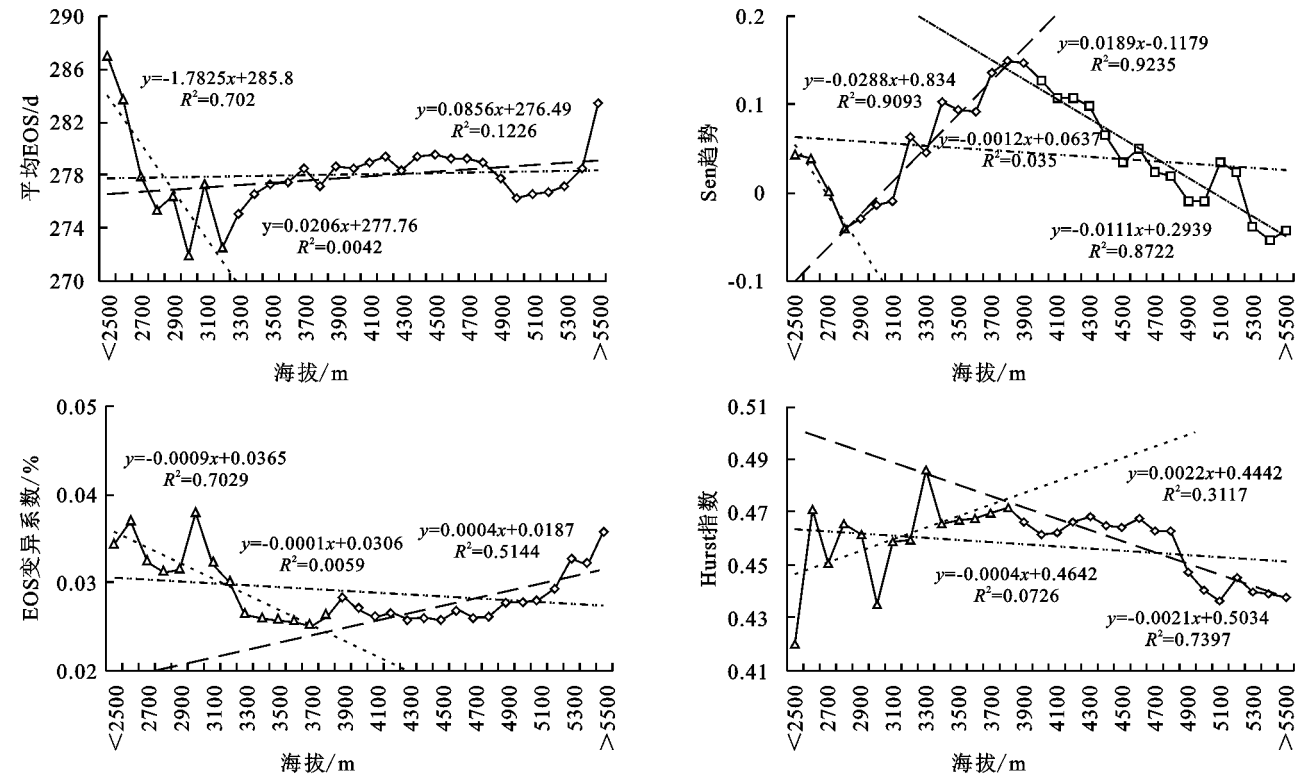 290
286
282
278
274
270
平均EOS/d
y=-1.7825x+285.8
R²=0.702
y=0.0856x+276.49
R²=0.1226
y=0.0206x+277.76
R²=0.0042
<2500
2700
2900
3100
3300
3500
3700
3900
4100
4300
4500
4700
4900
5100
5300
>5500
海拔/m
0.2
0.1
0
-0.1
Sen趋势
y=0.0189x-0.1179
R²=0.9235
y=-0.0288x+0.834
R²=0.9093
y=-0.0012x+0.0637
R²=0.035
y=-0.0111x+0.2939
R²=0.8722
<2500
2700
2900
3100
3300
3500
3700
3900
4100
4300
4500
4700
4900
5100
5300
>5500
海拔/m
0.05
0.04
0.03
0.02
EOS变异系数/%
y=-0.0009x+0.0365
R²=0.7029
y=-0.0001x+0.0306
R²=0.0059
y=0.0004x+0.0187
R²=0.5144
<2500
2700
2900
3100
3300
3500
3700
3900
4100
4300
4500
4700
4900
5100
5300
>5500
海拔/m
0.51
0.49
0.47
0.45
0.43
0.41
Hurst指数
y=0.0022x+0.4442
R²=0.3117
y=-0.0004x+0.4642
R²=0.0726
y=-0.0021x+0.5034
R²=0.7397
<2500
2700
2900
3100
3300
3500
3700
3900
4100
4300
4500
4700
4900
5100
5300
>5500
海拔/m